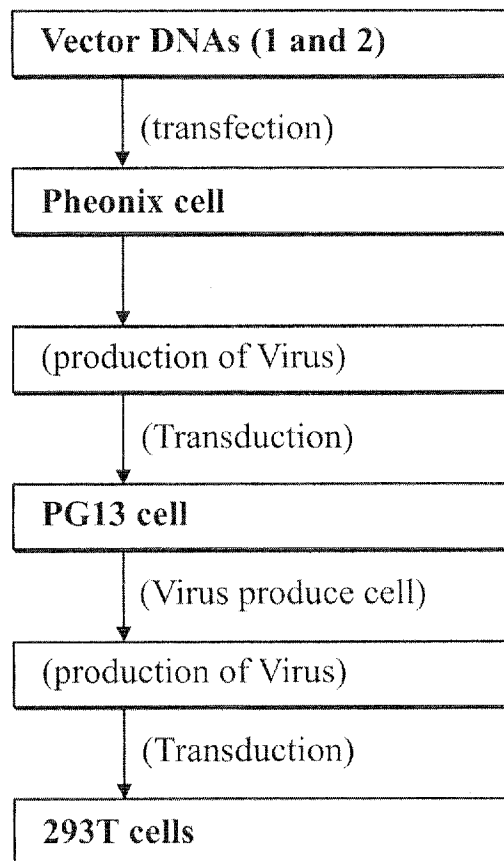 Vector DNAs (1 and 2)
(transfection)
Pheonix cell
(production of Virus)
(Transduction)
PG13 cell
(Virus produce cell)
(production of Virus)
(Transduction)
293T cells